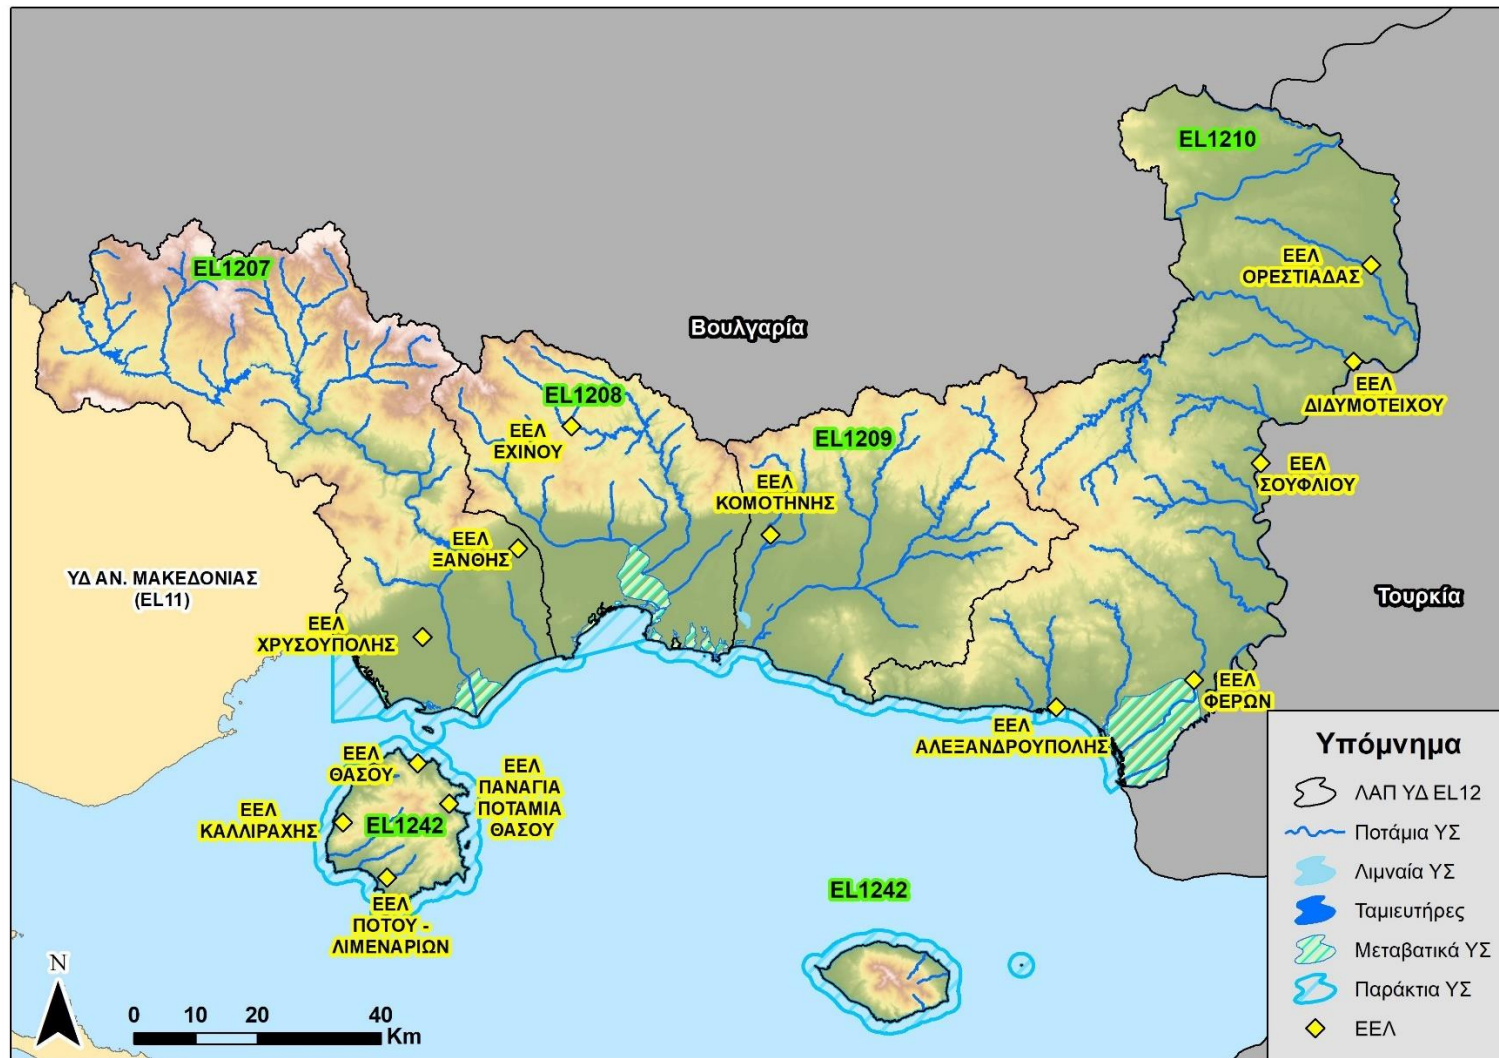 EL1210
ΕΕΛ
ΟΡΕΣΤΙΑΔΑΣ
EL1207
Βουλγαρία
ΕΕΛ
ΔΙΔΥΜΟΤΕΙΧΟΥ
EL1208
ΕΕΛ
ΕΧΙΝΟΥ
EL1209
ΕΕΛ
ΣΟΥΦΛΙΟΥ
ΕΕΛ
ΚΟΜΟΤΗΝΗΣ
ΕΕΛ
ΞΑΝΘΗΣ
ΥΔ ΑΝ. ΜΑΚΕΔΟΝΙΑΣ
(EL11)
Τουρκία
ΕΕΛ
ΧΡΥΣΟΥΠΟΛΗΣ
ΕΕΛ
ΦΕΡΩΝ
ΕΕΛ
ΑΛΕΞΑΝΔΡΟΥΠΟΛΗΣ
ΕΕΛ
ΘΑΣΟΥ
ΕΕΛ
ΠΑΝΑΓΙΑ
ΠΟΤΑΜΙΑ
ΘΑΣΟΥ
ΕΕΛ
ΚΑΛΛΙΡΑΧΗΣ
EL1242
ΕΕΛ
ΠΟΤΟΥ -
ΛΙΜΕΝΑΡΙΩΝ
EL1242
N
0 10 20 40
Km
Υπόμνημα
ΛΑΠ ΥΔ EL12
Ποτάμια ΥΣ
Λιμναία ΥΣ
Ταμιευτήρες
Μεταβατικά ΥΣ
Παράκτια ΥΣ
ΕΕΛ